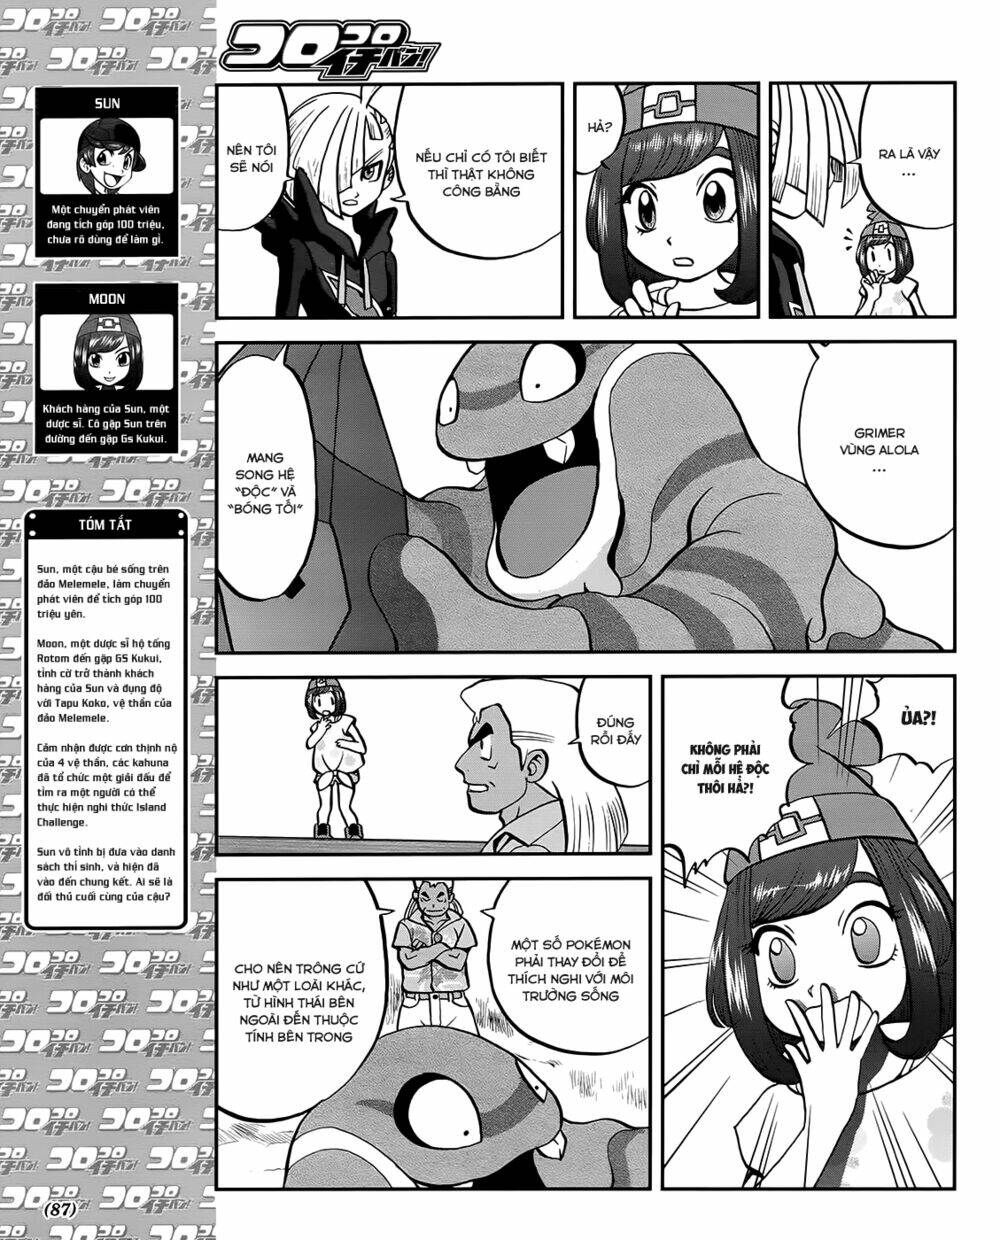 コロコロ
イチバン!
SUN
Một chuyển phát viên
đang tích góp 100 triệu,
chưa rõ dùng để làm gì.
MOON
Khách hàng của Sun, một
dược sĩ. Cô gặp Sun trên
đường đến gặp Gs Kukui.
TÓM TẮT
Sun, một cậu bé sống trên
đảo Melemele, làm chuyển
phát viên để tích góp 100
triệu yên.
Moon, một dược sĩ hộ tống
Rotom đến gặp GS Kukui,
tình cờ trở thành khách
hàng của Sun và đụng độ
với Tapu Koko, vệ thần của
đảo Melemele.
Cảm nhận được cơn thịnh nộ
của 4 vệ thần, các kahuna
đã tổ chức một giải đấu để
tìm ra một người có thể
thực hiện nghi thức Island
Challenge.
Sun vô tình bị đưa vào danh
sách thí sinh, và hiện đã
vào đến chung kết. Ai sẽ là
đối thủ cuối cùng của cậu?
(87)
RA LÀ VẬY
...
HẢ?
NẾU CHỈ CÓ TÔI BIẾT
THÌ THẬT KHÔNG
CÔNG BẰNG
NÊN TÔI
SẼ NÓI
GRIMER
VÙNG ALOLA
...
MANG
SONG HỆ
“ĐỘC” VÀ
“BÓNG TỐI”
ỦA?!
KHÔNG PHẢI
CHỈ MỖI HỆ ĐỘC
THÔI HẢ?!
ĐÚNG
RỒI ĐẤY
MỘT SỐ POKÉMON
PHẢI THAY ĐỔI ĐỂ
THÍCH NGHI VỚI MÔI
TRƯỜNG SỐNG
CHO NÊN TRÔNG CỨ
NHƯ MỘT LOÀI KHÁC,
TỪ HÌNH THÁI BÊN
NGOÀI ĐẾN THUỘC
TÍNH BÊN TRONG